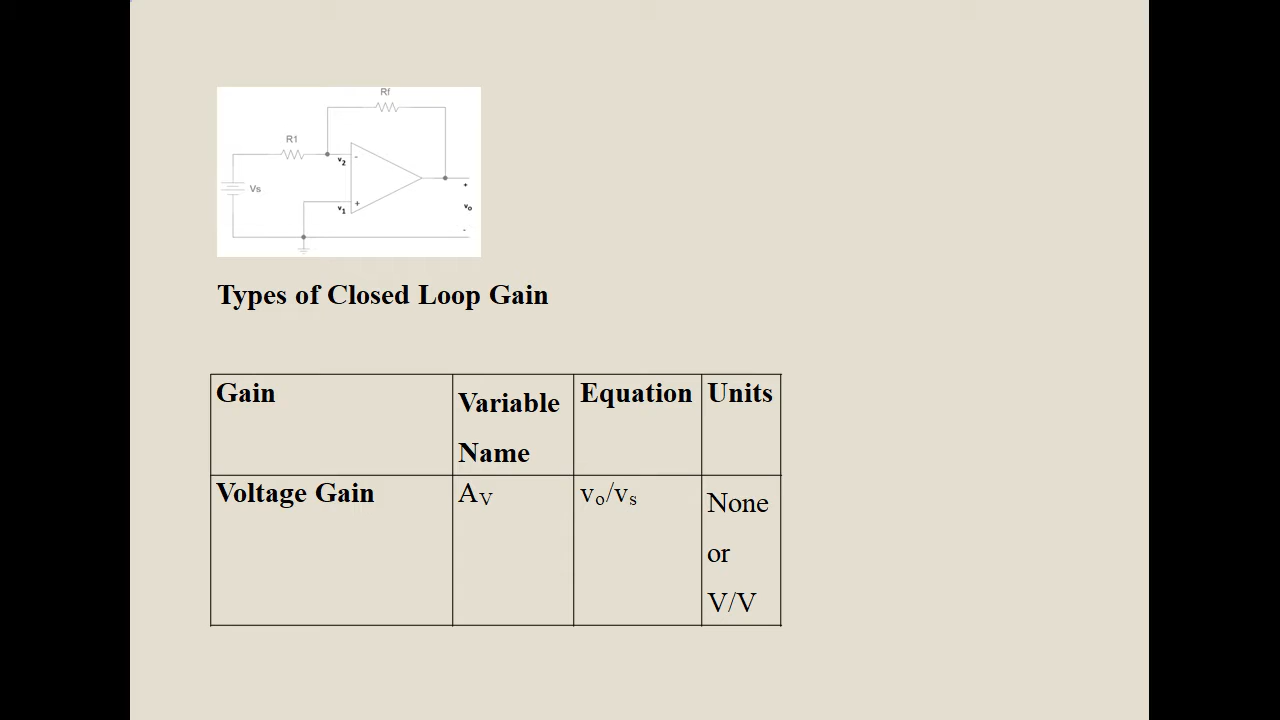 Rf
R1
v2
-
Vs
+
v1
+
vo
-
Types of Closed Loop Gain
Gain
Variable
Name
Equation
Units
Voltage Gain
AV
vo/vs
None
or
V/V